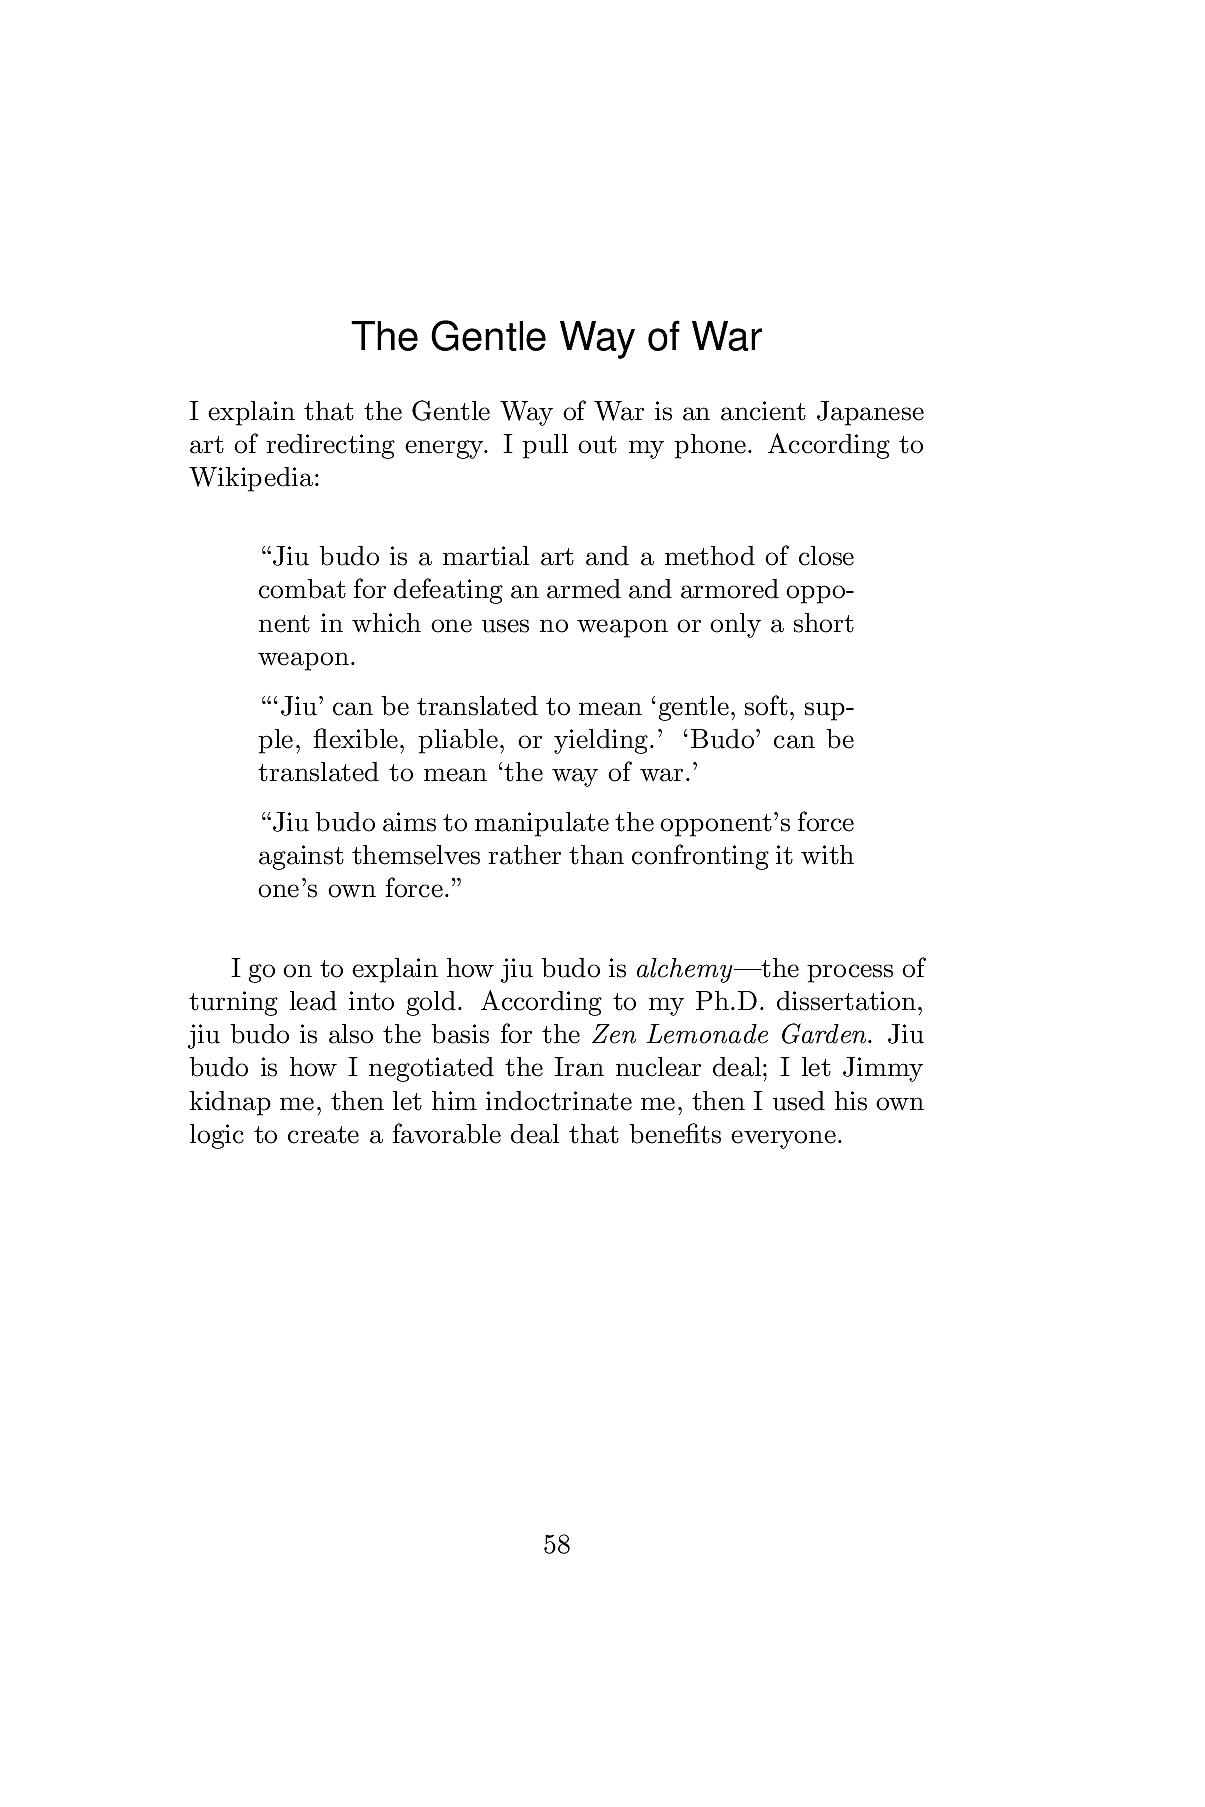 The Gentle Way of War
I explain that the Gentle Way of War is an ancient Japanese
art of redirecting energy. I pull out my phone. According to
Wikipedia:
“Jiu budo is a martial art and a method of close
combat for defeating an armed and armored oppo-
nent in which one uses no weapon or only a short
weapon.
“‘Jiu’ can be translated to mean ‘gentle, soft, sup-
ple, flexible, pliable, or yielding.’ ‘Budo’ can be
translated to mean ‘the way of war.’
“Jiu budo aims to manipulate the opponent’s force
against themselves rather than confronting it with
one’s own force.”
I go on to explain how jiu budo is alchemy—the process of
turning lead into gold. According to my Ph.D. dissertation,
jiu budo is also the basis for the Zen Lemonade Garden. Jiu
budo is how I negotiated the Iran nuclear deal; I let Jimmy
kidnap me, then let him indoctrinate me, then I used his own
logic to create a favorable deal that benefits everyone.
58